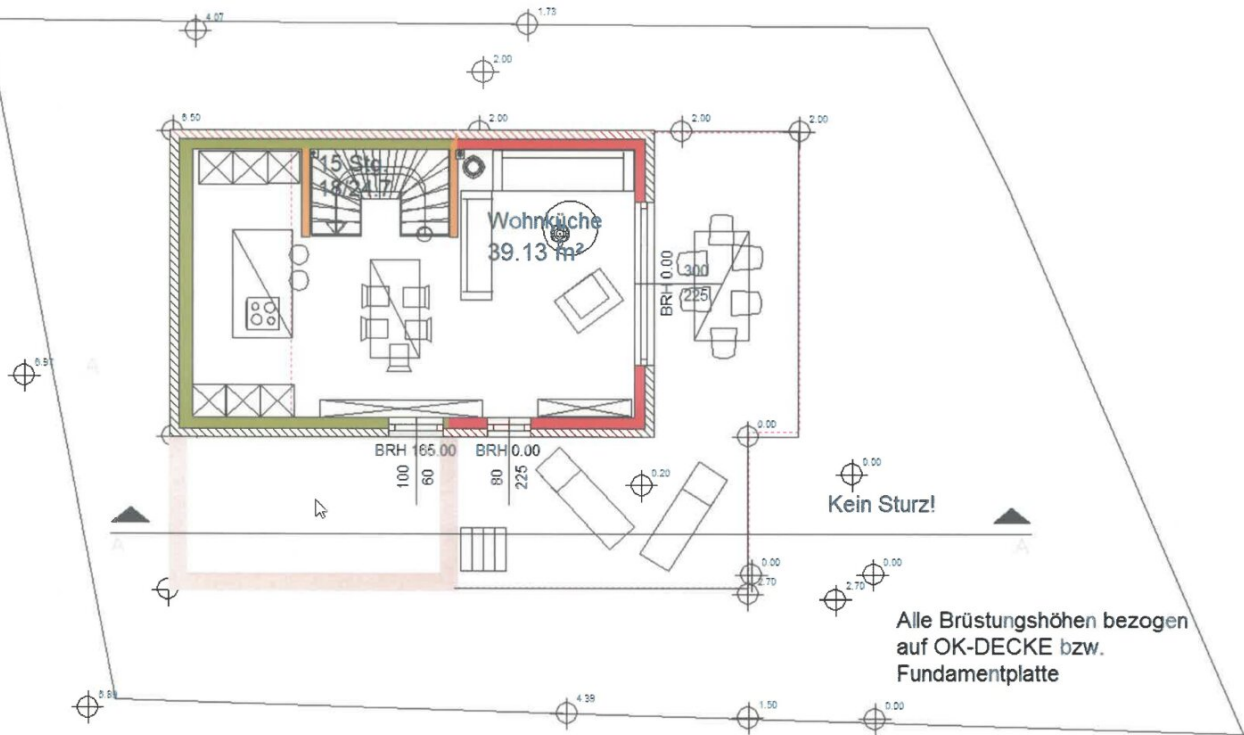 4.07
1.73
2.00
6.50
2.00
2.00
2.00
15 Stg.
18/24.7
Wohnküche
39.13 m²
BRH 0.00
300
225
A
0.00
BRH 165.00
BRH 0.00
100
60
80
225
0.20
0.00
Kein Sturz!
A
A
0.00
0.00
2.70
2.70
Alle Brüstungshöhen bezogen
auf OK-DECKE bzw.
Fundamentplatte
4.39
1.50
0.00